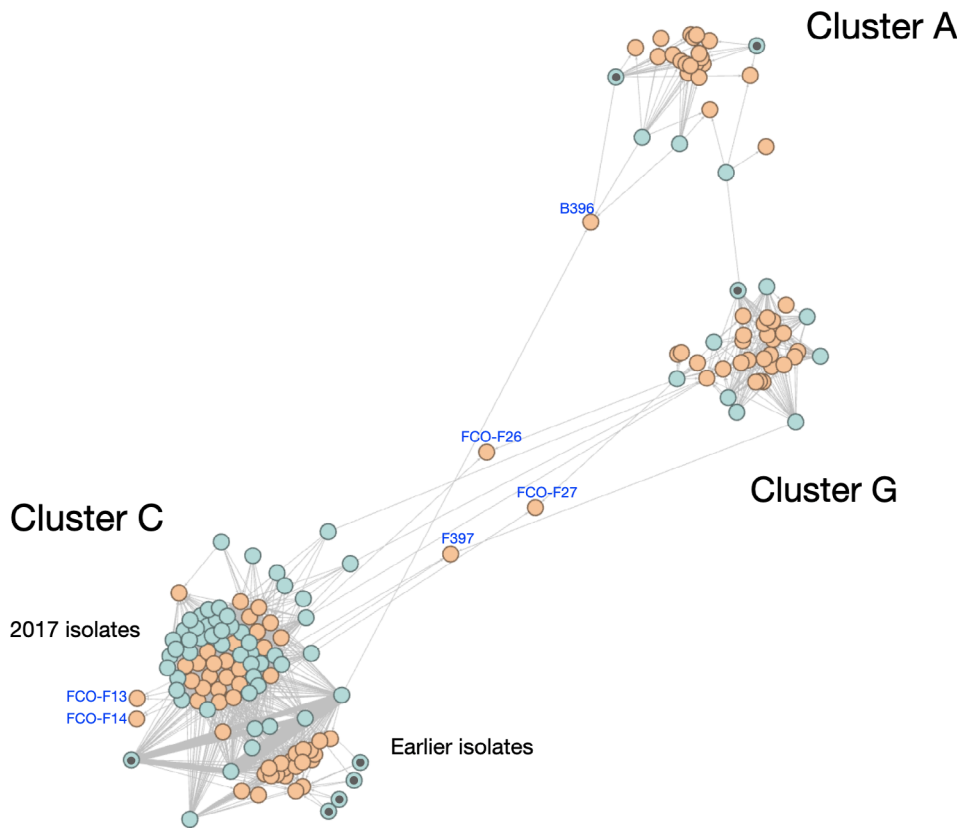 Cluster A
B396
FCO-F26
Cluster G
FCO-F27
Cluster C
F397
2017 isolates
FCO-F13
FCO-F14
Earlier isolates